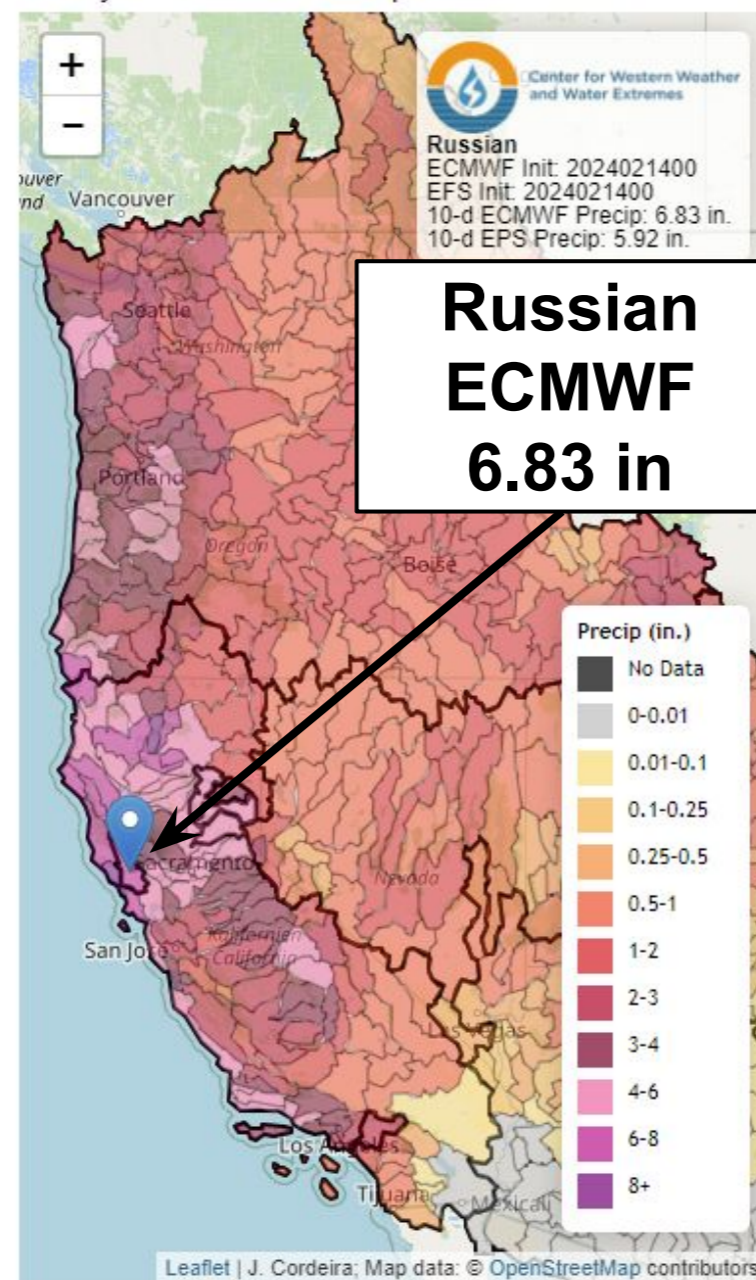 +
−
Center for Western Weather
and Water Extremes
Russian
ECMWF Init: 2024021400
EFS Init: 2024021400
10-d ECMWF Precip: 6.83 in.
10-d EPS Precip: 5.92 in.
Vancouver
Seattle
Washington
Russian
ECMWF
6.83 in
Portland
Oregon
Boise
Precip (in.)
No Data
0-0.01
0.01-0.1
0.1-0.25
0.25-0.5
0.5-1
1-2
2-3
3-4
4-6
6-8
8+
Sacramento
Nevada
San José
Kalifornien
California
Las Vegas
Los Angeles
Tijuana
Mexicali
Leaflet | J. Cordeira; Map data: © OpenStreetMap contributors